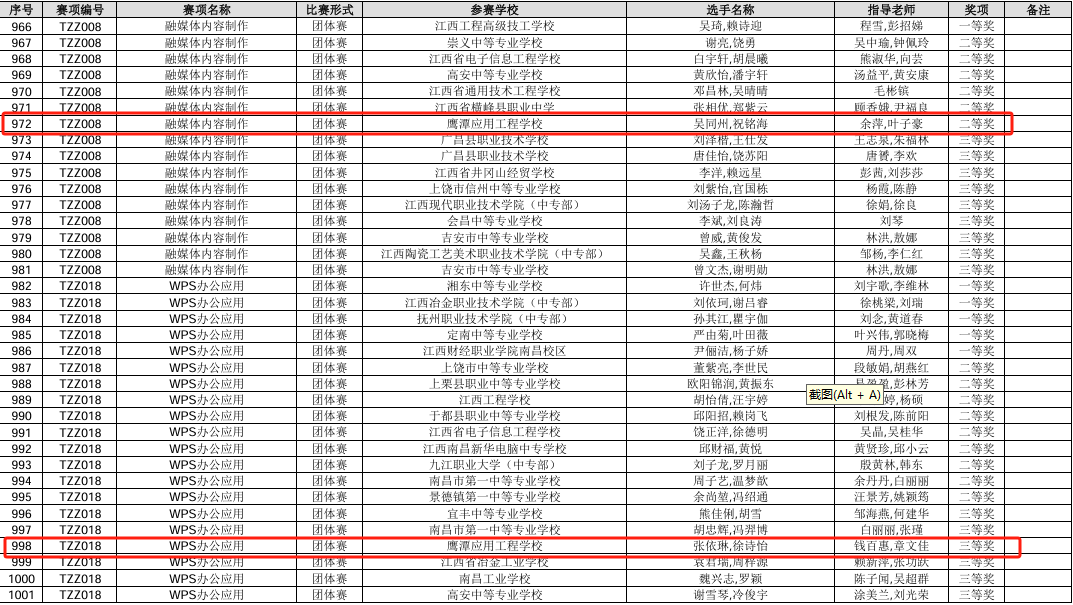 序号 赛项编号 赛项名称 比赛形式 参赛学校 选手名称 指导老师 奖项 备注
966 TZZ008 融媒体内容制作 团体赛 江西工程高级技工学校 吴琦,赖诗迎 程雪,彭招娣 一等奖
967 TZZ008 融媒体内容制作 团体赛 崇义中等专业学校 谢亮,饶勇 吴中瑜,钟佩玲 二等奖
968 TZZ008 融媒体内容制作 团体赛 江西省电子信息工程学校 白宇轩,胡晨曦 熊淑华,向芸 二等奖
969 TZZ008 融媒体内容制作 团体赛 高安中等专业学校 黄欣怡,潘宇轩 汤益平,黄安康 二等奖
970 TZZ008 融媒体内容制作 团体赛 江西省通用技术工程学校 邓昌林,吴晴晴 毛彬镔 二等奖
971 TZZ008 融媒体内容制作 团体赛 江西省横峰县职业中学 张相优,郑紫云 顾香娥,尹福良 二等奖
972 TZZ008 融媒体内容制作 团体赛 鹰潭应用工程学校 吴同州,祝铭海 余萍,叶子豪 二等奖
973 TZZ008 融媒体内容制作 团体赛 广昌县职业技术学校 刘泽楷,王仕发 王志泉,朱福林 三等奖
974 TZZ008 融媒体内容制作 团体赛 广昌县职业技术学校 唐佳怡,饶苏阳 唐赟,李欢 三等奖
975 TZZ008 融媒体内容制作 团体赛 江西省井冈山经贸学校 李洋,赖远星 彭茜,刘莎莎 三等奖
976 TZZ008 融媒体内容制作 团体赛 上饶市信州中等专业学校 刘紫怡,官国栋 杨霞,陈静 三等奖
977 TZZ008 融媒体内容制作 团体赛 江西现代职业技术学院（中专部） 刘汤子龙,陈瀚哲 徐娟,徐良 三等奖
978 TZZ008 融媒体内容制作 团体赛 会昌中等专业学校 李斌,刘良涛 刘琴 三等奖
979 TZZ008 融媒体内容制作 团体赛 吉安市中等专业学校 曾威,黄俊发 林洪,敖娜 三等奖
980 TZZ008 融媒体内容制作 团体赛 江西陶瓷工艺美术职业技术学院（中专部） 吴鑫,王秋杨 邹杨,李仁红 三等奖
981 TZZ008 融媒体内容制作 团体赛 吉安市中等专业学校 曾文杰,谢明勋 林洪,敖娜 三等奖
982 TZZ018 WPS办公应用 团体赛 湘东中等专业学校 许世杰,何炜 刘宇歌,李维林 一等奖
983 TZZ018 WPS办公应用 团体赛 江西冶金职业技术学院（中专部） 刘依珂,谢吕睿 徐桃梁,刘瑞 一等奖
984 TZZ018 WPS办公应用 团体赛 抚州职业技术学院（中专部） 孙其江,瞿宇伽 刘念,黄道春 一等奖
985 TZZ018 WPS办公应用 团体赛 定南中等专业学校 严由菊,叶田薇 叶兴伟,郭晓梅 一等奖
986 TZZ018 WPS办公应用 团体赛 江西财经职业学院南昌校区 尹俪洁,杨子娇 周丹,周双 一等奖
987 TZZ018 WPS办公应用 团体赛 上饶市中等专业学校 董紫亮,李世民 段敏娟,胡燕红 二等奖
988 TZZ018 WPS办公应用 团体赛 上栗县职业中等专业学校 欧阳锦润,黄振东 彭林芳 二等奖
截图(Alt + A)
989 TZZ018 WPS办公应用 团体赛 江西工程学校 胡怡倩,汪宇婷 婷,杨硕 二等奖
990 TZZ018 WPS办公应用 团体赛 于都县职业中等专业学校 邱阳招,赖岗飞 刘根发,陈前阳 二等奖
991 TZZ018 WPS办公应用 团体赛 江西省电子信息工程学校 饶正洋,徐德明 吴晶,吴桂华 二等奖
992 TZZ018 WPS办公应用 团体赛 江西南昌新华电脑中专学校 邱财福,黄悦 黄贤珍,邱小云 二等奖
993 TZZ018 WPS办公应用 团体赛 九江职业大学（中专部） 刘子龙,罗月丽 殷黄林,韩东 二等奖
994 TZZ018 WPS办公应用 团体赛 南昌市第一中等专业学校 周子艺,温梦歆 余丹丹,白丽丽 二等奖
995 TZZ018 WPS办公应用 团体赛 景德镇第一中等专业学校 余尚堃,冯绍通 汪景芳,姚颖筠 二等奖
996 TZZ018 WPS办公应用 团体赛 宜丰中等专业学校 熊佳俐,胡雪 邹海燕,何建华 三等奖
997 TZZ018 WPS办公应用 团体赛 南昌市第一中等专业学校 胡忠辉,冯羿博 白丽丽,张瑾 三等奖
998 TZZ018 WPS办公应用 团体赛 鹰潭应用工程学校 张依琳,徐诗怡 钱百惠,章文佳 三等奖
999 TZZ018 WPS办公应用 团体赛 江西省冶金工业学校 袁君瑞,周梓源 赖新萍,张功跃 三等奖
1000 TZZ018 WPS办公应用 团体赛 南昌工业学校 魏兴志,罗颖 陈子闻,吴超群 三等奖
1001 TZZ018 WPS办公应用 团体赛 高安中等专业学校 谢雪琴,冷俊宇 涂美兰,刘光荣 三等奖